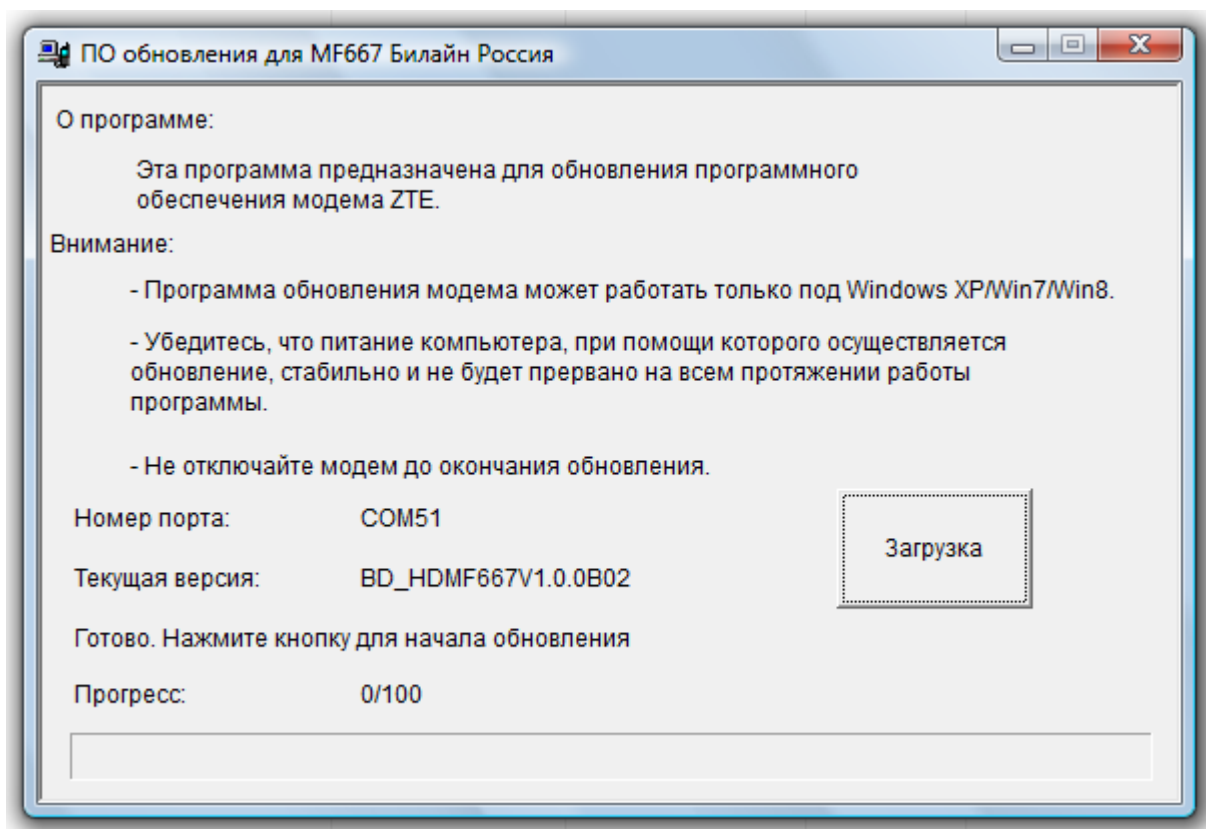 ПО обновления для MF667 Билайн Россия
О программе:
Эта программа предназначена для обновления программного
обеспечения модема ZTE.
Внимание:
- Программа обновления модема может работать только под Windows XP/Win7/Win8.
- Убедитесь, что питание компьютера, при помощи которого осуществляется
обновление, стабильно и не будет прервано на всем протяжении работы
программы.
- Не отключайте модем до окончания обновления.
Номер порта: COM51
Загрузка
Текущая версия: BD_HDMF667V1.0.0B02
Готово. Нажмите кнопку для начала обновления
Прогресс: 0/100